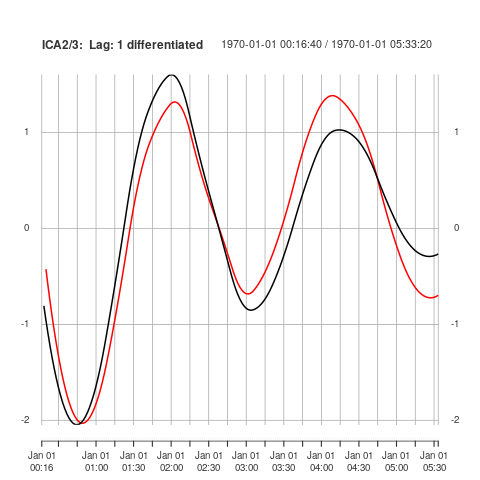 ICA2/3: Lag: 1 differentiated 1970-01-01 00:16:40 / 1970-01-01 05:33:20
1 1
0 0
-1 -1
-2 -2
Jan 01 Jan 01 Jan 01 Jan 01 Jan 01 Jan 01 Jan 01 Jan 01 Jan 01 Jan 01 Jan 01
00:16 01:00 01:30 02:00 02:30 03:00 03:30 04:00 04:30 05:00 05:30